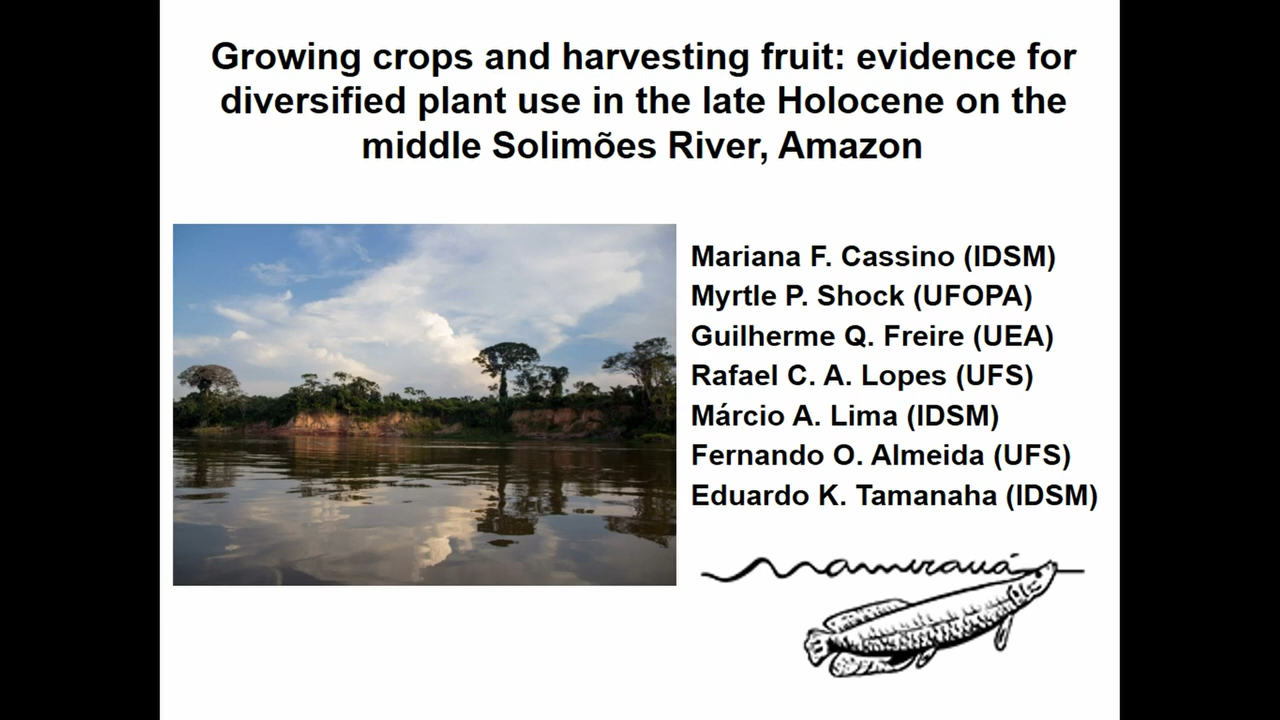 Growing crops and harvesting fruit: evidence for
diversified plant use in the late Holocene on the
middle Solimões River, Amazon
Mariana F. Cassino (IDSM)
Myrtle P. Shock (UFOPA)
Guilherme Q. Freire (UEA)
Rafael C. A. Lopes (UFS)
Márcio A. Lima (IDSM)
Fernando O. Almeida (UFS)
Eduardo K. Tamanaha (IDSM)
Mamirauá